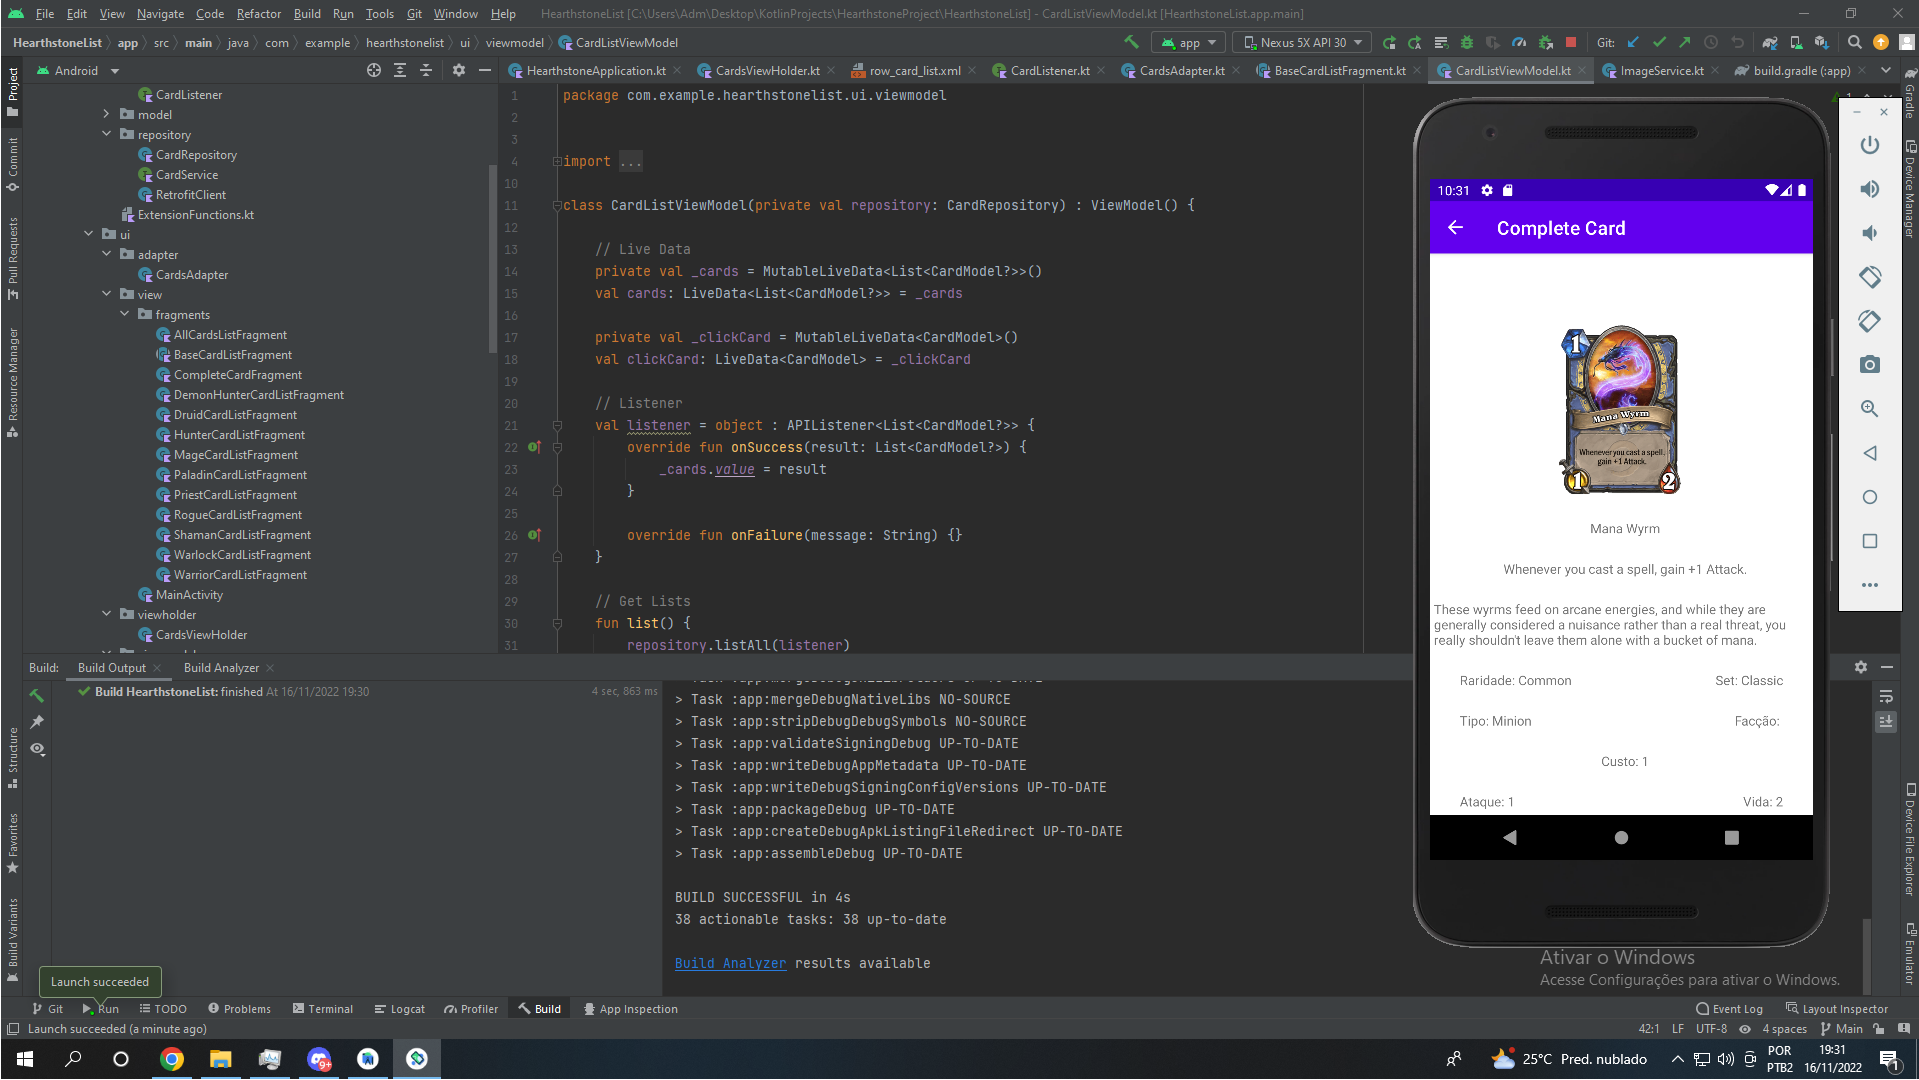 File Edit View Navigate Code Refactor Build Run Tools Git Window Help HearthstoneList [C:\Users\Adm\Desktop\KotlinProjects\HearthstoneProject\HearthstoneList] - CardListViewModel.kt [HearthstoneList.app.main]
HearthstoneList app src main java com example hearthstonelist ui viewmodel CardListViewModel
app Nexus 5X API 30 Git:
Android
HearthstoneApplication.kt CardsViewHolder.kt row_card_list.xml CardListener.kt CardsAdapter.kt BaseCardListFragment.kt CardListViewModel.kt ImageService.kt build.gradle (:app)
Project
Commit
Pull Requests
Resource Manager
Structure
Favorites
Build Variants
CardListener
model
repository
CardRepository
CardService
RetrofitClient
ExtensionFunctions.kt
ui
adapter
CardsAdapter
view
fragments
AllCardsListFragment
BaseCardListFragment
CompleteCardFragment
DemonHunterCardListFragment
DruidCardListFragment
HunterCardListFragment
MageCardListFragment
PaladinCardListFragment
PriestCardListFragment
RogueCardListFragment
ShamanCardListFragment
WarlockCardListFragment
WarriorCardListFragment
MainActivity
viewholder
CardsViewHolder
1 package com.example.hearthstonelist.ui.viewmodel
2
3
4 import ...
10
11 class CardListViewModel(private val repository: CardRepository) : ViewModel() {
12
13 // Live Data
14 private val _cards = MutableLiveData<List<CardModel?>>()
15 val cards: LiveData<List<CardModel?>> = _cards
16
17 private val _clickCard = MutableLiveData<CardModel>()
18 val clickCard: LiveData<CardModel> = _clickCard
19
20 // Listener
21 val listener = object : APIListener<List<CardModel?>> {
22 override fun onSuccess(result: List<CardModel?>) {
23 _cards.value = result
24 }
25
26 override fun onFailure(message: String) {}
27 }
28
29 // Get Lists
30 fun list() {
31 repository.listAll(listener)
10:31
Complete Card
1
Mana Wyrm
Whenever you cast a spell, gain +1 Attack.
1 2
Mana Wyrm
Whenever you cast a spell, gain +1 Attack.
These wyrms feed on arcane energies, and while they are
generally considered a nuisance rather than a real threat, you
really shouldn't leave them alone with a bucket of mana.
Raridade: Common Set: Classic
Tipo: Minion Facção:
Custo: 1
Ataque: 1 Vida: 2
Gradle
Device Manager
Device File Explorer
Emulator
Build: Build Output Build Analyzer
Build HearthstoneList: finished At 16/11/2022 19:30 4 sec, 863 ms
> Task :app:mergeDebugNativeLibs NO-SOURCE
> Task :app:stripDebugDebugSymbols NO-SOURCE
> Task :app:validateSigningDebug UP-TO-DATE
> Task :app:writeDebugAppMetadata UP-TO-DATE
> Task :app:writeDebugSigningConfigVersions UP-TO-DATE
> Task :app:packageDebug UP-TO-DATE
> Task :app:createDebugApkListingFileRedirect UP-TO-DATE
> Task :app:assembleDebug UP-TO-DATE
BUILD SUCCESSFUL in 4s
38 actionable tasks: 38 up-to-date
Build Analyzer results available
Ativar o Windows
Acesse Configurações para ativar o Windows.
Launch succeeded
Git Run TODO Problems Terminal Logcat Profiler Build App Inspection Event Log Layout Inspector
Launch succeeded (a minute ago) 42:1 LF UTF-8 4 spaces Main
9+
25°C Pred. nublado
POR
PTB2
19:31
16/11/2022
1